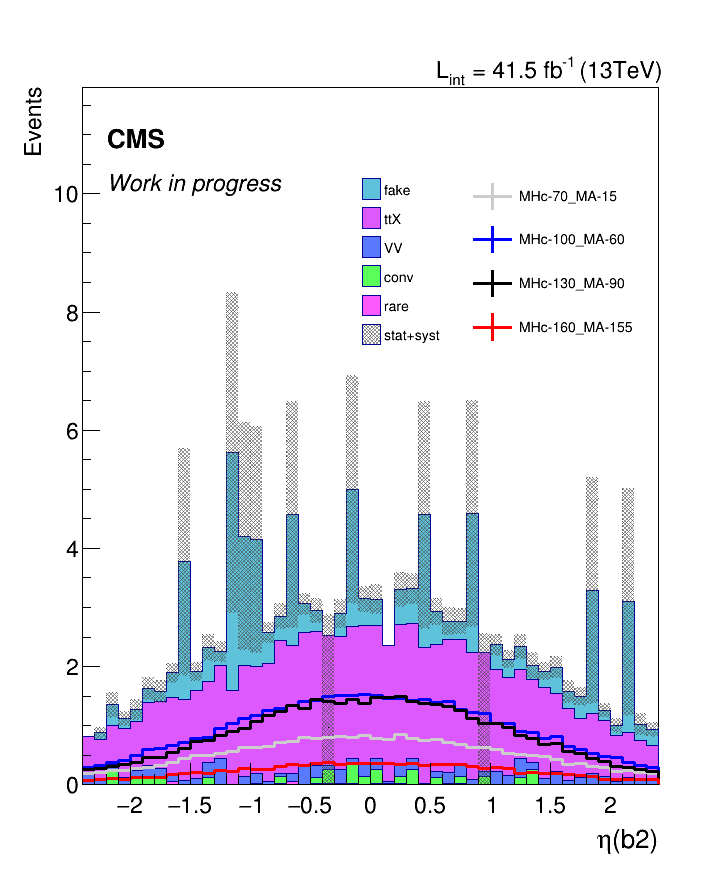 L_int = 41.5 fb^-1 (13TeV)
Events
CMS
Work in progress
fake
ttX
VV
conv
rare
stat+syst
MHc-70_MA-15
MHc-100_MA-60
MHc-130_MA-90
MHc-160_MA-155
10
8
6
4
2
0
−2 −1.5 −1 −0.5 0 0.5 1 1.5 2
η(b2)